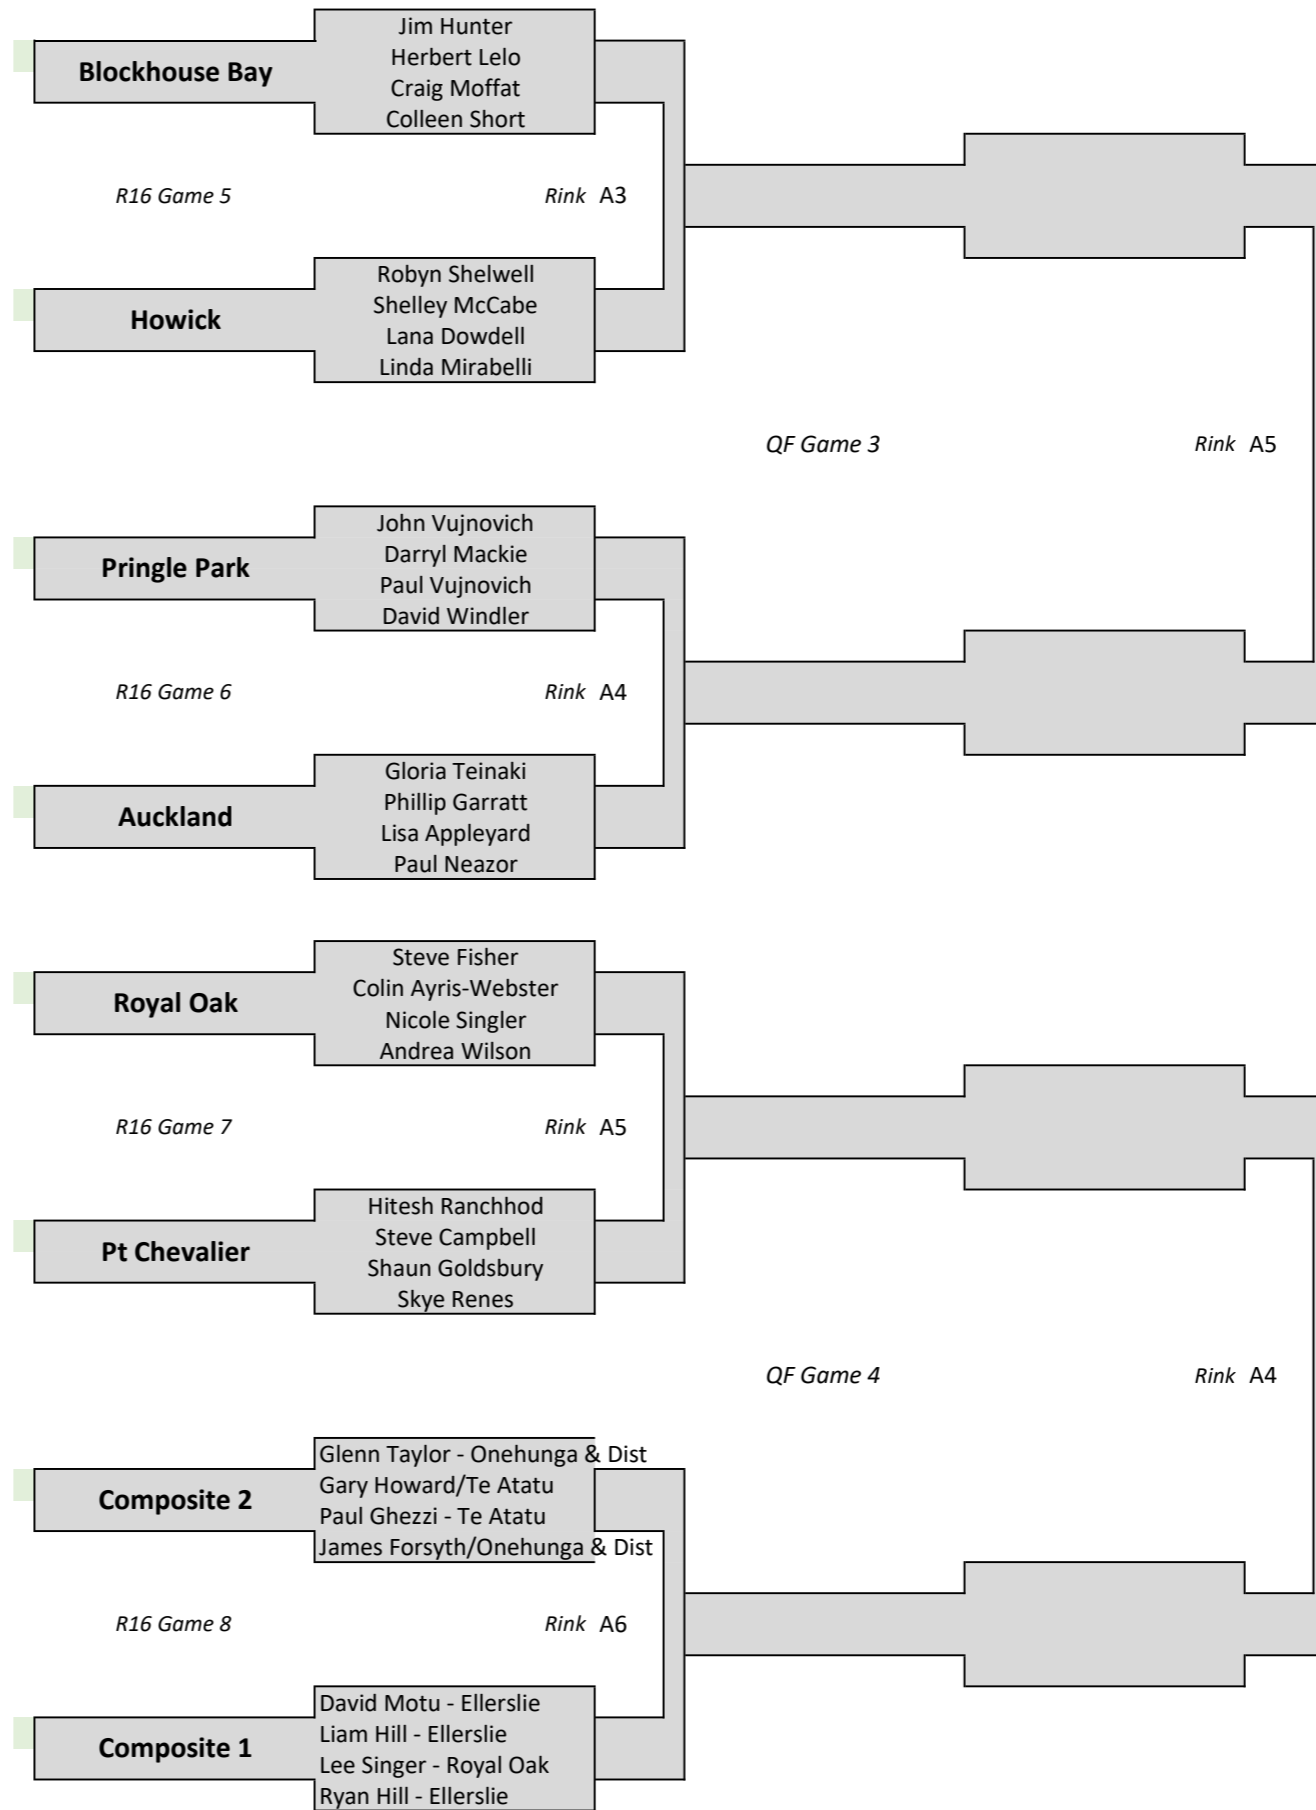 Jim Hunter
Herbert Lelo
Blockhouse Bay
Craig Moffat
Colleen Short
R16 Game 5 Rink A3
Robyn Shelwell
Shelley McCabe
Howick
Lana Dowdell
Linda Mirabelli
QF Game 3 Rink A5
John Vujnovich
Darryl Mackie
Pringle Park
Paul Vujnovich
David Windler
R16 Game 6 Rink A4
Gloria Teinaki
Phillip Garratt
Auckland
Lisa Appleyard
Paul Neazor
Steve Fisher
Colin Ayris-Webster
Royal Oak
Nicole Singler
Andrea Wilson
R16 Game 7 Rink A5
Hitesh Ranchhod
Steve Campbell
Pt Chevalier
Shaun Goldsbury
Skye Renes
QF Game 4 Rink A4
Glenn Taylor - Onehunga & Dist
Gary Howard/Te Atatu
Composite 2
Paul Ghezzi - Te Atatu
James Forsyth/Onehunga & Dist
R16 Game 8 Rink A6
David Motu - Ellerslie
Liam Hill - Ellerslie
Composite 1
Lee Singer - Royal Oak
Ryan Hill - Ellerslie